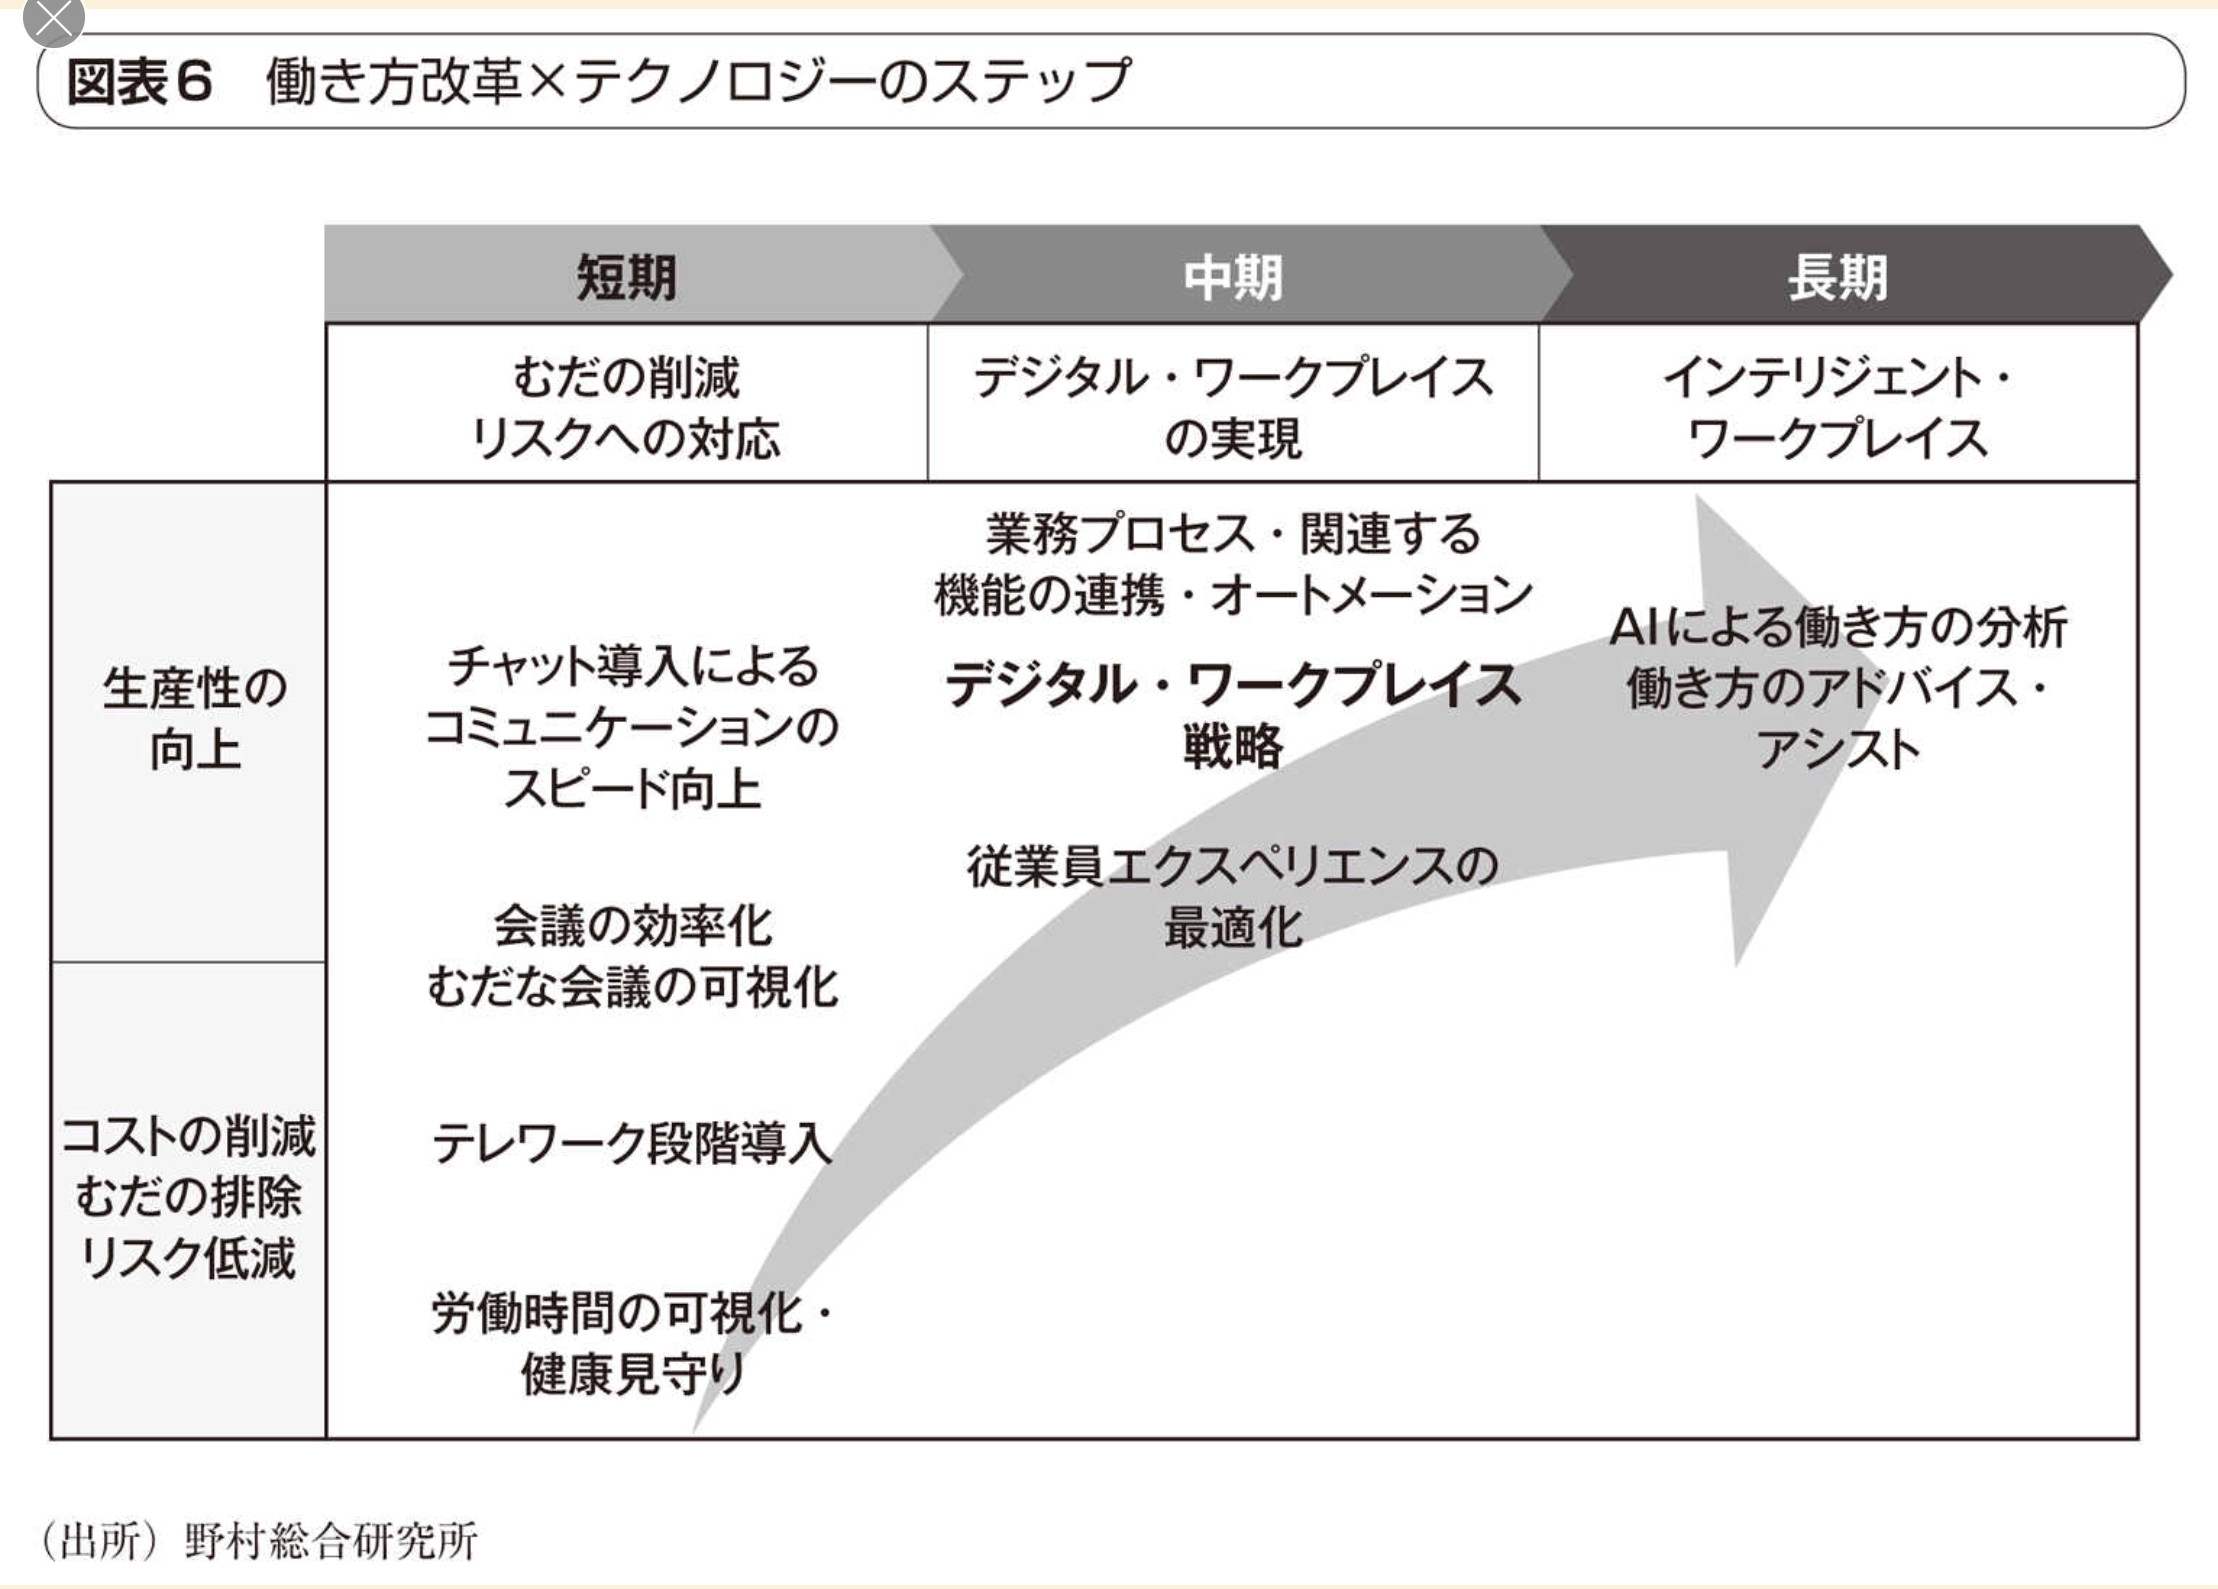 図表6 働き方改革×テクノロジーのステップ
短期
中期
長期
むだの削減
リスクへの対応
デジタル・ワークプレイス
の実現
インテリジェント・
ワークプレイス
生産性の
向上
コストの削減
むだの排除
リスク低減
チャット導入による
コミュニケーションの
スピード向上
会議の効率化
むだな会議の可視化
テレワーク段階導入
労働時間の可視化・
健康見守り
業務プロセス・関連する
機能の連携・オートメーション
デジタル・ワークプレイス
戦略
従業員エクスペリエンスの
最適化
AIによる働き方の分析
働き方のアドバイス・
アシスト
（出所）野村総合研究所